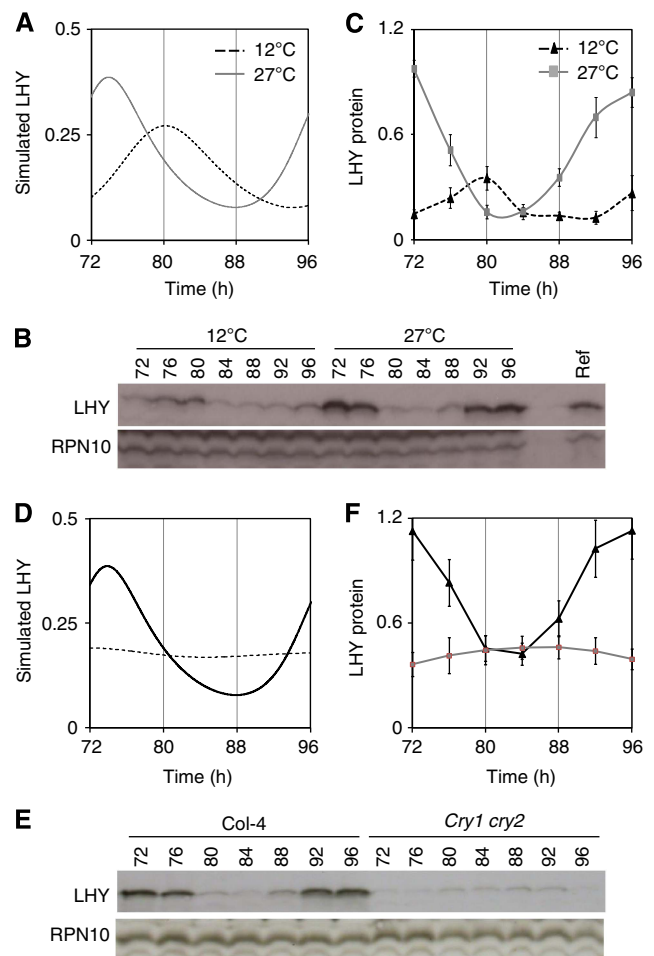 A
Simulated LHY
0.5
0.25
0
72 80 88 96
Time (h)
12°C
27°C
C
LHY protein
1.2
0.6
0
72 80 88 96
Time (h)
12°C
27°C
B
12°C 27°C
72 76 80 84 88 92 96 72 76 80 84 88 92 96 Ref
LHY
RPN10
D
Simulated LHY
0.5
0.25
0
72 80 88 96
Time (h)
F
LHY protein
1.2
0.6
0
72 80 88 96
Time (h)
E
Col-4 Cry1 cry2
72 76 80 84 88 92 96 72 76 80 84 88 92 96
LHY
RPN10